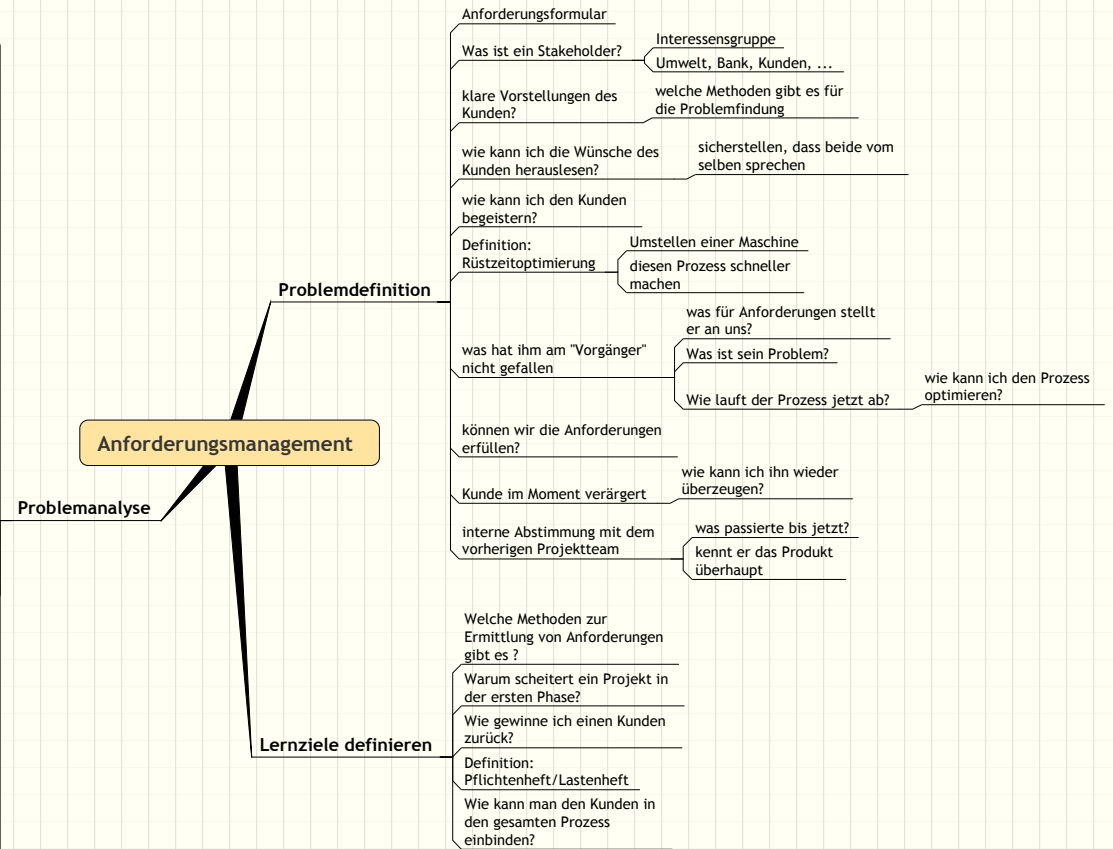 Anforderungsmanagement
Problemdefinition
Anforderungsformular
Was ist ein Stakeholder?
Interessensgruppe
Umwelt, Bank, Kunden, ...
klare Vorstellungen des
Kunden?
welche Methoden gibt es für
die Problemfindung
wie kann ich die Wünsche des
Kunden herauslesen?
sicherstellen, dass beide vom
selben sprechen
wie kann ich den Kunden
begeistern?
Definition:
Rüstzeitoptimierung
Umstellen einer Maschine
diesen Prozess schneller
machen
was hat ihm am "Vorgänger"
nicht gefallen
was für Anforderungen stellt
er an uns?
Was ist sein Problem?
Wie lauft der Prozess jetzt ab?
wie kann ich den Prozess
optimieren?
können wir die Anforderungen
erfüllen?
Kunde im Moment verärgert
wie kann ich ihn wieder
überzeugen?
interne Abstimmung mit dem
vorherigen Projektteam
was passierte bis jetzt?
kennt er das Produkt
überhaupt
Problemanalyse
Lernziele definieren
Welche Methoden zur
Ermittlung von Anforderungen
gibt es ?
Warum scheitert ein Projekt in
der ersten Phase?
Wie gewinne ich einen Kunden
zurück?
Definition:
Pflichtenheft/Lastenheft
Wie kann man den Kunden in
den gesamten Prozess
einbinden?